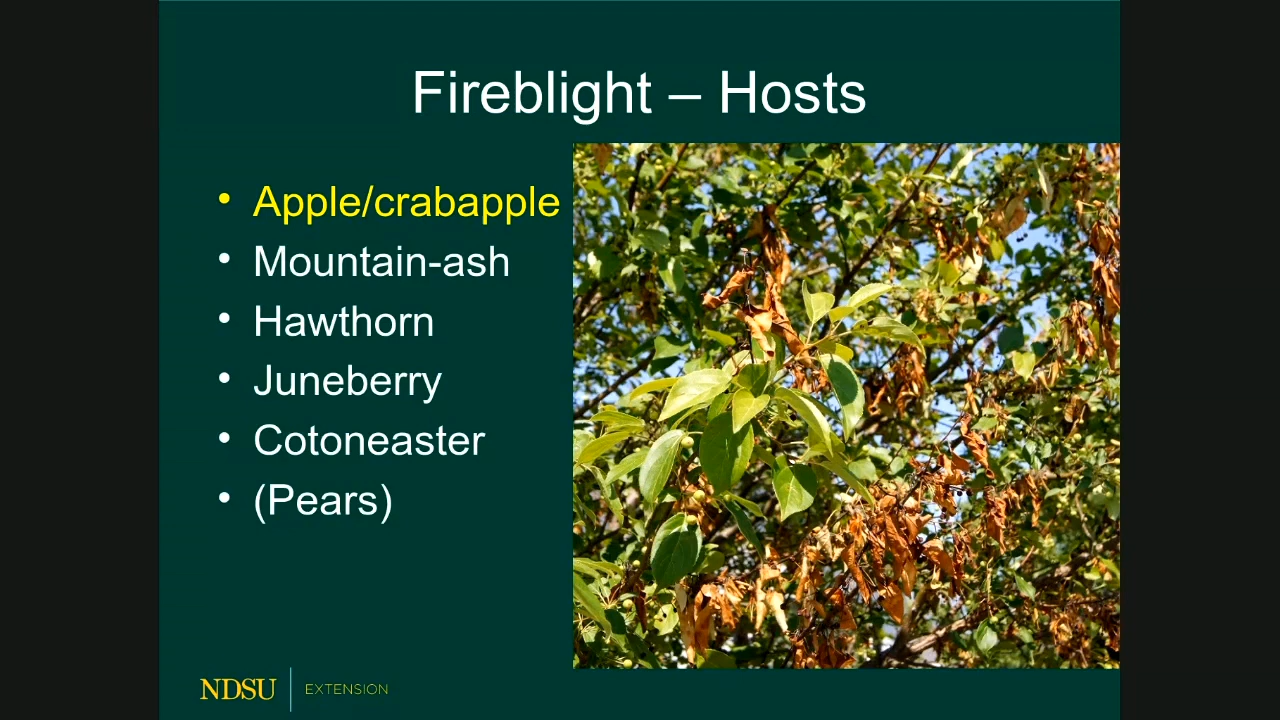 Fireblight – Hosts
• Apple/crabapple
• Mountain-ash
• Hawthorn
• Juneberry
• Cotoneaster
• (Pears)
NDSU | EXTENSION